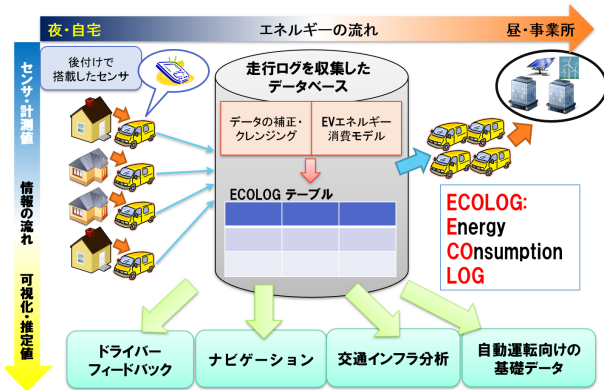 夜・自宅
エネルギーの流れ
昼・事業所
センサ・計測値
情報の流れ
可視化・推定値
後付けで
搭載したセンサ
走行ログを収集した
データベース
データの補正・
クレンジング
EVエネルギー
消費モデル
ECOLOG テーブル
ECOLOG:
Energy
COnsumption
LOG
ドライバー
フィードバック
ナビゲーション
交通インフラ分析
自動運転向けの
基礎データ